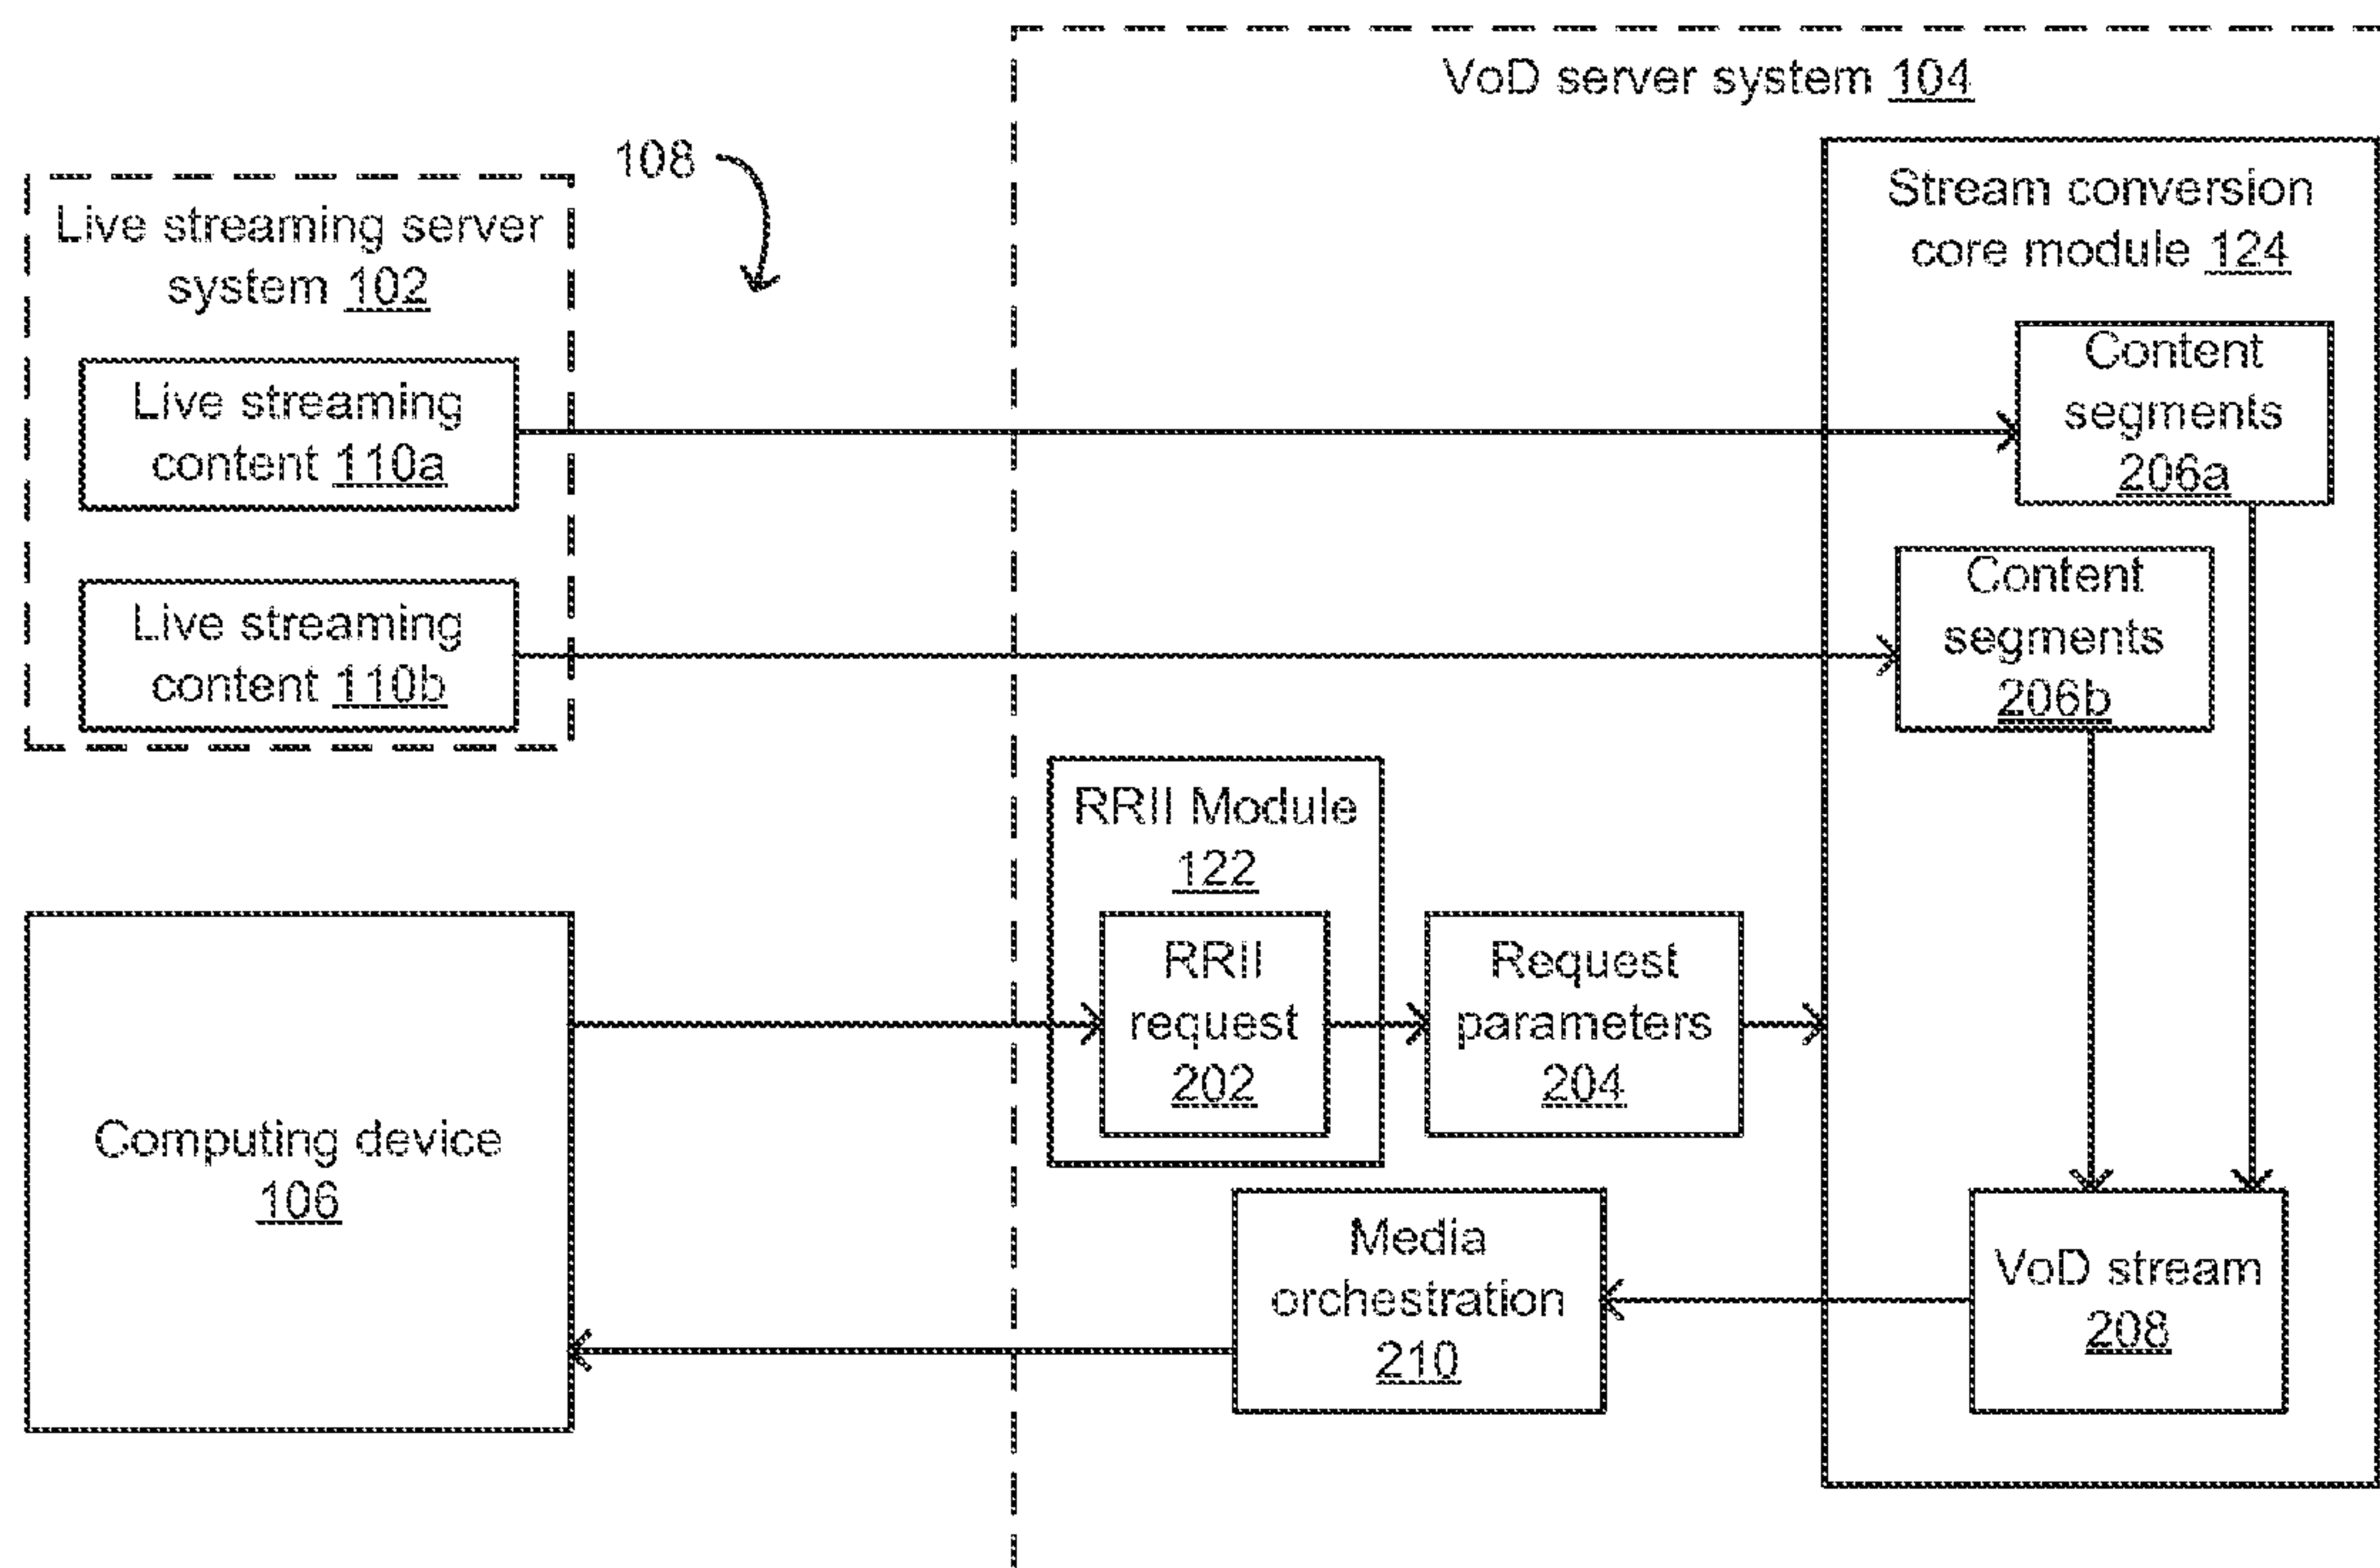 VoD server system 104
108
Live streaming server
system 102
Live streaming
content 110a
Live streaming
content 110b
Stream conversion
core module 124
Content
segments
206a
Content
segments
206b
RRII Module
122
RRII
request
202
Request
parameters
204
Computing device
106
Media
orchestration
210
VoD stream
208